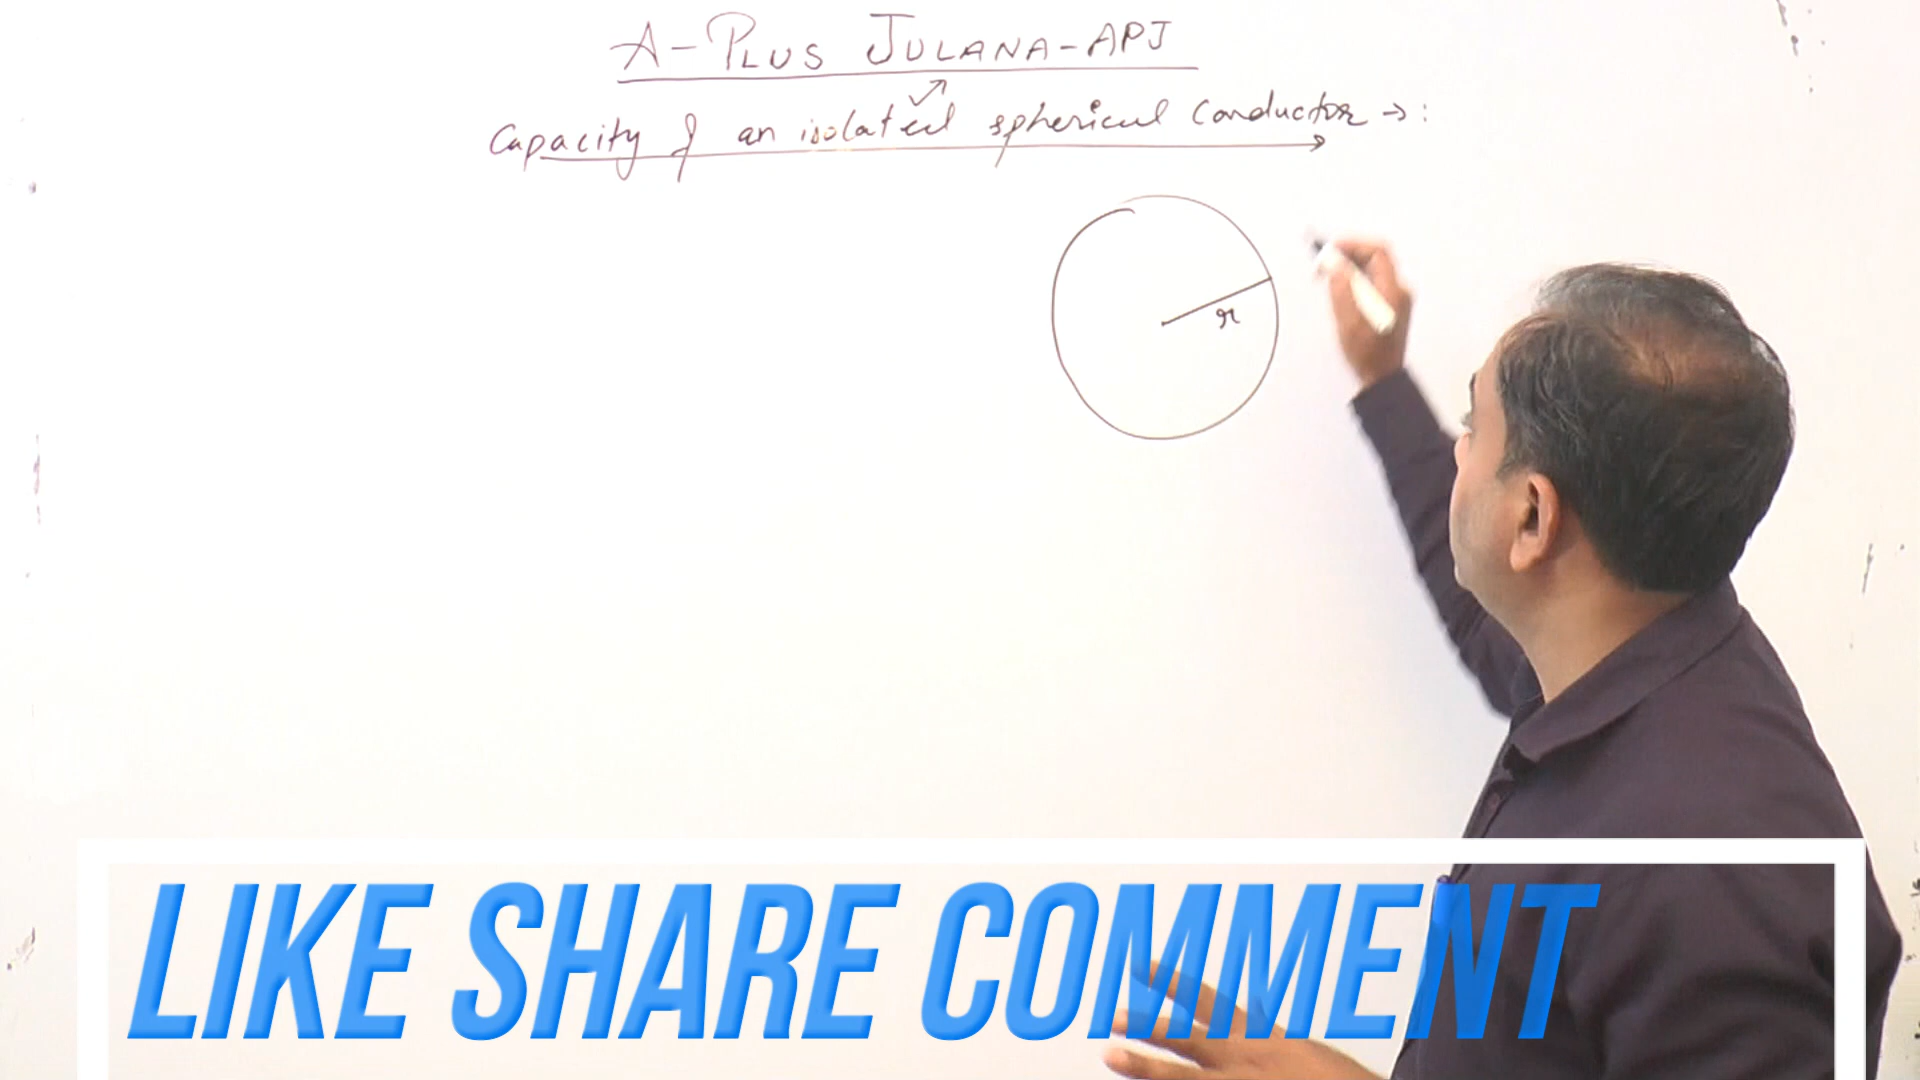 A-PLUS JULANA-APJ
Capacity of an isolated spherical Conductor →:
r
LIKE SHARE COMMENT